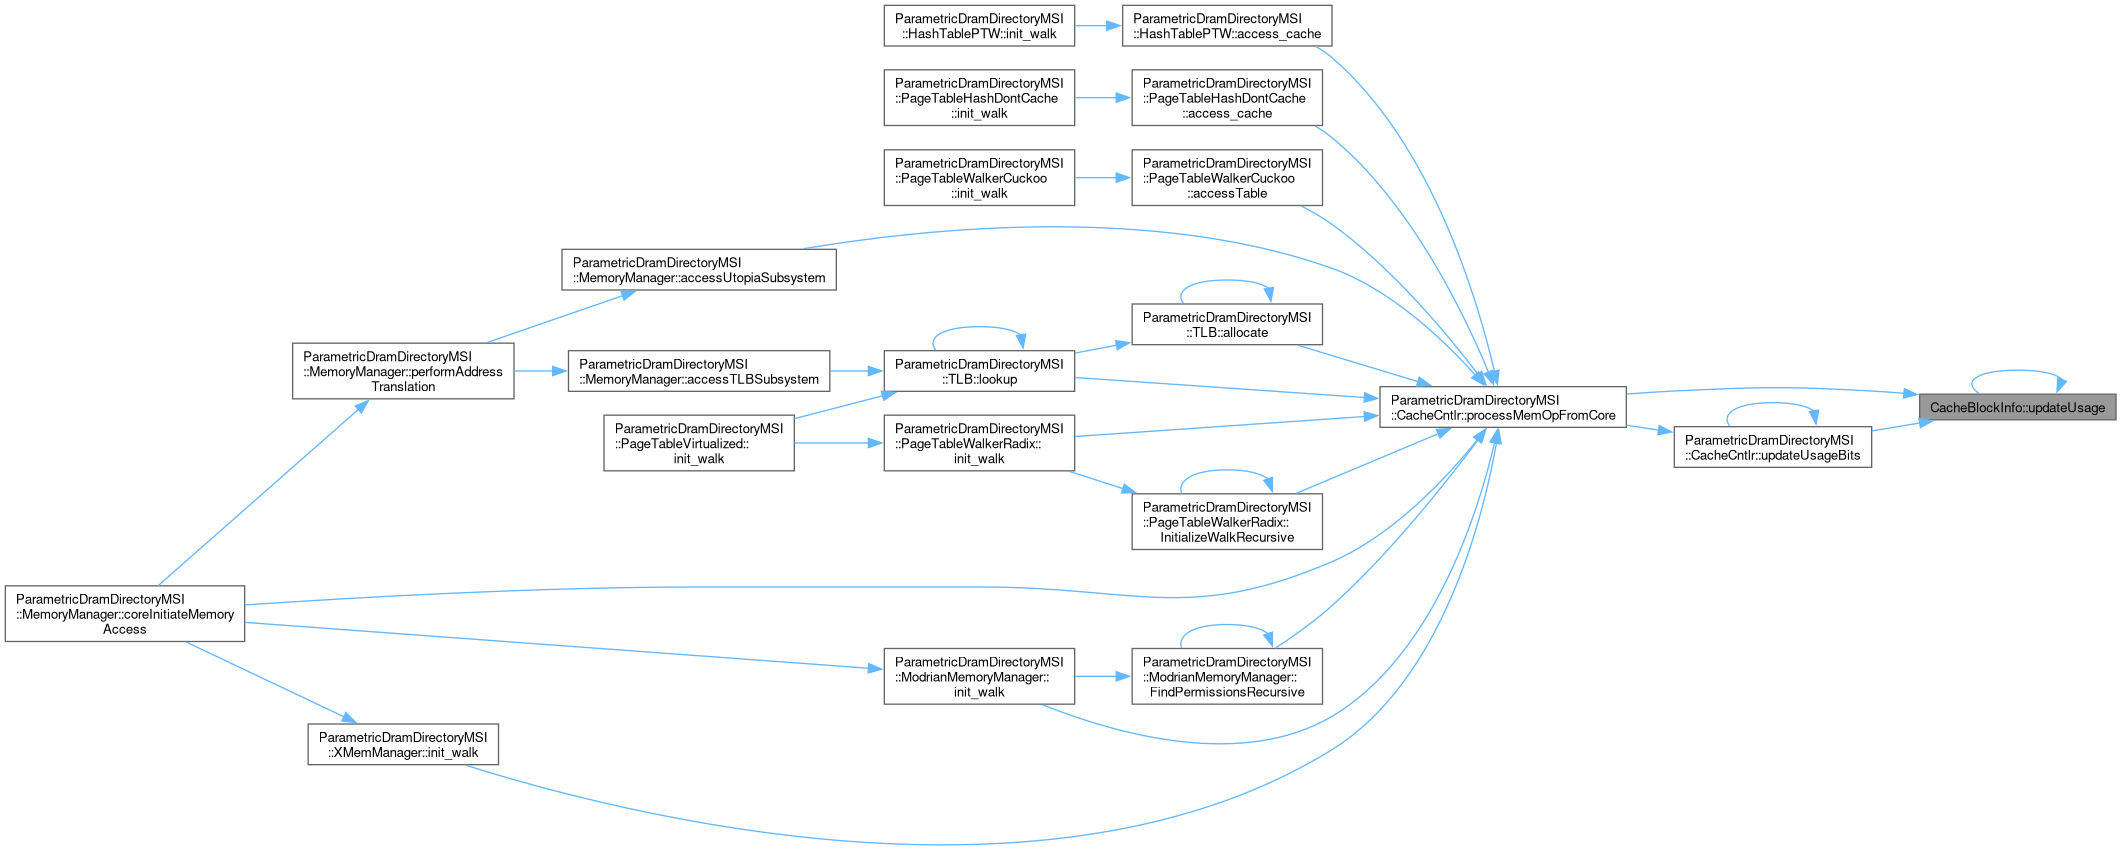 ParametricDramDirectoryMSI
::HashTablePTW::init_walk
ParametricDramDirectoryMSI
::HashTablePTW::access_cache
ParametricDramDirectoryMSI
::PageTableHashDontCache
::init_walk
ParametricDramDirectoryMSI
::PageTableHashDontCache
::access_cache
ParametricDramDirectoryMSI
::PageTableWalkerCuckoo
::init_walk
ParametricDramDirectoryMSI
::PageTableWalkerCuckoo
::accessTable
ParametricDramDirectoryMSI
::MemoryManager::accessUtopiaSubsystem
ParametricDramDirectoryMSI
::TLB::allocate
ParametricDramDirectoryMSI
::MemoryManager::performAddress
Translation
ParametricDramDirectoryMSI
::MemoryManager::accessTLBSubsystem
ParametricDramDirectoryMSI
::TLB::lookup
ParametricDramDirectoryMSI
::CacheCntlr::processMemOpFromCore
CacheBlockInfo::updateUsage
ParametricDramDirectoryMSI
::PageTableVirtualized::
init_walk
ParametricDramDirectoryMSI
::PageTableWalkerRadix::
init_walk
ParametricDramDirectoryMSI
::CacheCntlr::updateUsageBits
ParametricDramDirectoryMSI
::PageTableWalkerRadix::
InitializeWalkRecursive
ParametricDramDirectoryMSI
::MemoryManager::coreInitiateMemory
Access
ParametricDramDirectoryMSI
::ModrianMemoryManager::
init_walk
ParametricDramDirectoryMSI
::ModrianMemoryManager::
FindPermissionsRecursive
ParametricDramDirectoryMSI
::XMemManager::init_walk